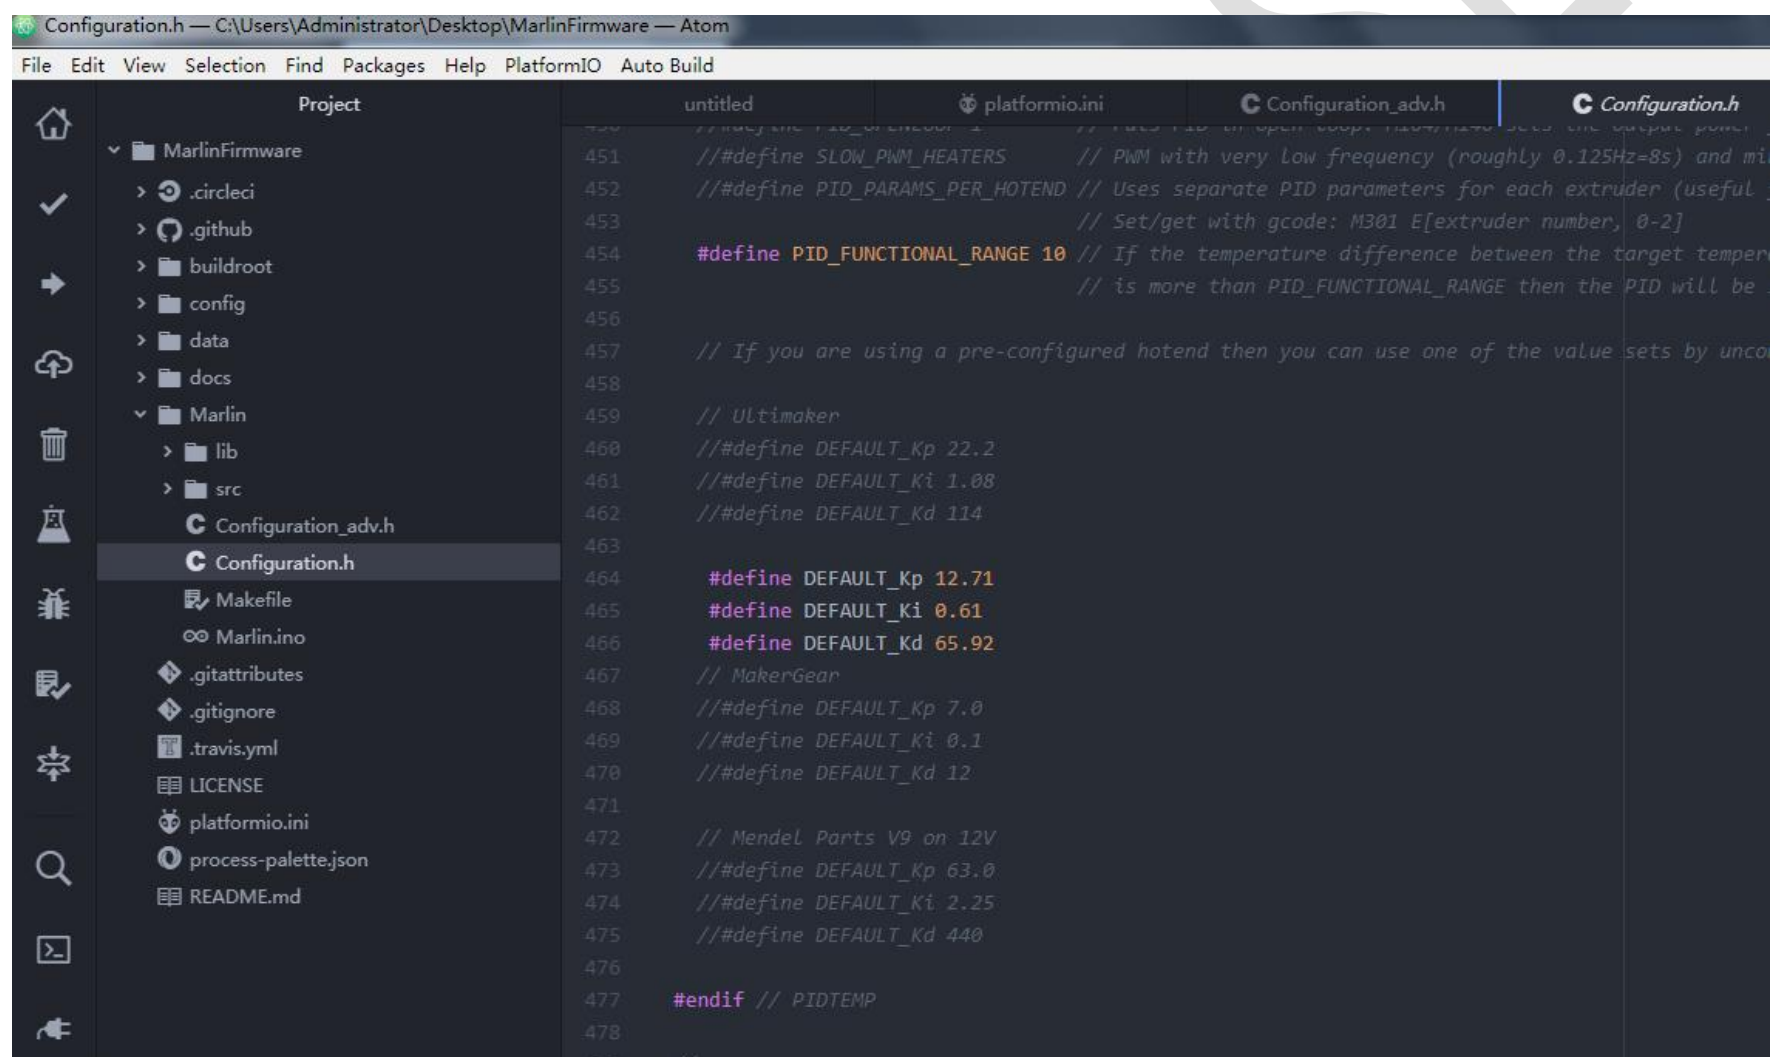 Configuration.h — C:\Users\Administrator\Desktop\MarlinFirmware — Atom
File Edit View Selection Find Packages Help PlatformIO Auto Build
Project
MarlinFirmware
.circleci
.github
buildroot
config
data
docs
Marlin
lib
src
Configuration_adv.h
Configuration.h
Makefile
Marlin.ino
.gitattributes
.gitignore
.travis.yml
LICENSE
platformio.ini
process-palette.json
README.md
untitled platformio.ini Configuration_adv.h Configuration.h
451 //#define SLOW_PWM_HEATERS // PWM with very low frequency (roughly 0.125Hz=8s) and
452 //#define PID_PARAMS_PER_HOTEND // Uses separate PID parameters for each extruder (useful
453 // Set/get with gcode: M301 E[extruder number, 0-2]
454 #define PID_FUNCTIONAL_RANGE 10 // If the temperature difference between the target
455 // is more than PID_FUNCTIONAL_RANGE then the PID will be
456
457 // If you are using a pre-configured hotend then you can use one of the value sets by
458
459 // Ultimaker
460 //#define DEFAULT_Kp 22.2
461 //#define DEFAULT_Ki 1.08
462 //#define DEFAULT_Kd 114
463
464 #define DEFAULT_Kp 12.71
465 #define DEFAULT_Ki 0.61
466 #define DEFAULT_Kd 65.92
467 // MakerGear
468 //#define DEFAULT_Kp 7.0
469 //#define DEFAULT_Ki 0.1
470 //#define DEFAULT_Kd 12
471
472 // Mendel Parts V9 on 12V
473 //#define DEFAULT_Kp 63.0
474 //#define DEFAULT_Ki 2.25
475 //#define DEFAULT_Kd 440
476
477 #endif // PIDTEMP
478